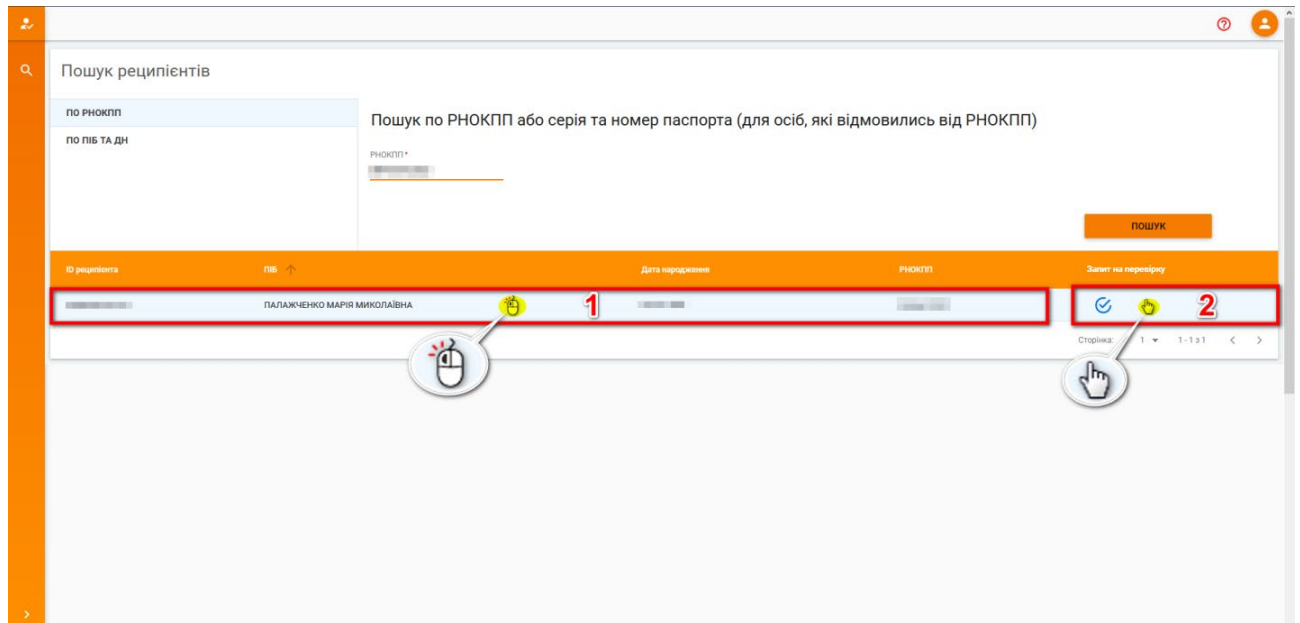 Пошук реципієнтів
ПО РНОКПП
ПО ПІБ ТА ДН
Пошук по РНОКПП або серія та номер паспорта (для осіб, які відмовились від РНОКПП)
РНОКПП*
ПОШУК
ID реципієнта ПІБ Дата народження РНОКПП Запит на перевірку
ПАЛАЖЧЕНКО МАРІЯ МИКОЛАЇВНА 1 2
Сторінка: 1 1-1 з 1